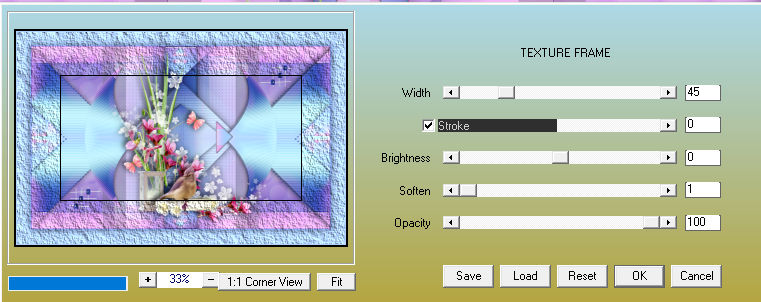 TEXTURE FRAME
Width 45
Stroke 0
Brightness 0
Soften 1
Opacity 100
+ 33% − 1:1 Corner View Fit
Save Load Reset OK Cancel